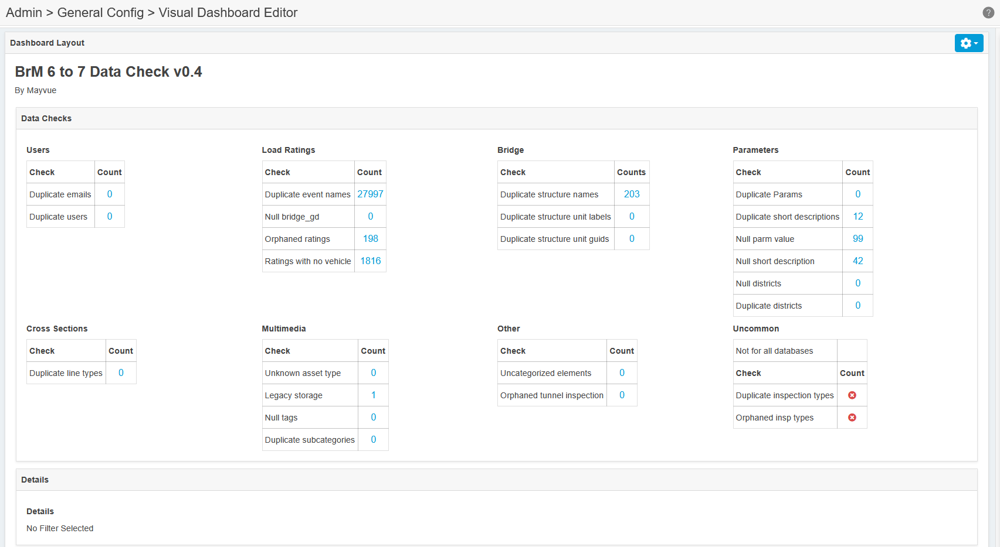 Admin > General Config > Visual Dashboard Editor
?
Dashboard Layout
BrM 6 to 7 Data Check v0.4
By Mayvue
Data Checks
Users
Check Count
Duplicate emails 0
Duplicate users 0
Load Ratings
Check Count
Duplicate event names 27997
Null bridge_gd 0
Orphaned ratings 198
Ratings with no vehicle 1816
Bridge
Check Counts
Duplicate structure names 203
Duplicate structure unit labels 0
Duplicate structure unit guids 0
Parameters
Check Count
Duplicate Params 0
Duplicate short descriptions 12
Null parm value 99
Null short description 42
Null districts 0
Duplicate districts 0
Cross Sections
Check Count
Duplicate line types 0
Multimedia
Check Count
Unknown asset type 0
Legacy storage 1
Null tags 0
Duplicate subcategories 0
Other
Check Count
Uncategorized elements 0
Orphaned tunnel inspection 0
Uncommon
Not for all databases
Check Count
Duplicate inspection types
Orphaned insp types
Details
Details
No Filter Selected